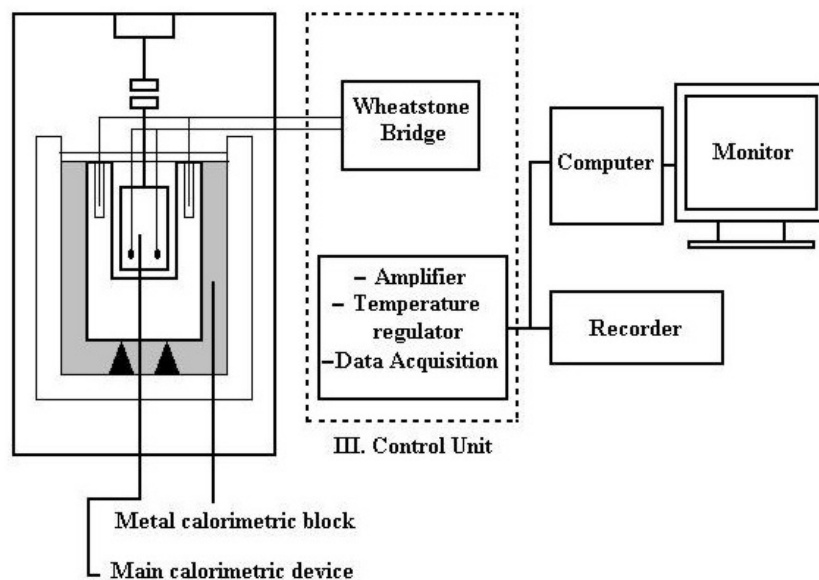 Wheatstone
Bridge
Computer
Monitor
– Amplifier
– Temperature
regulator
–Data Acquisition
Recorder
III. Control Unit
Metal calorimetric block
Main calorimetric device